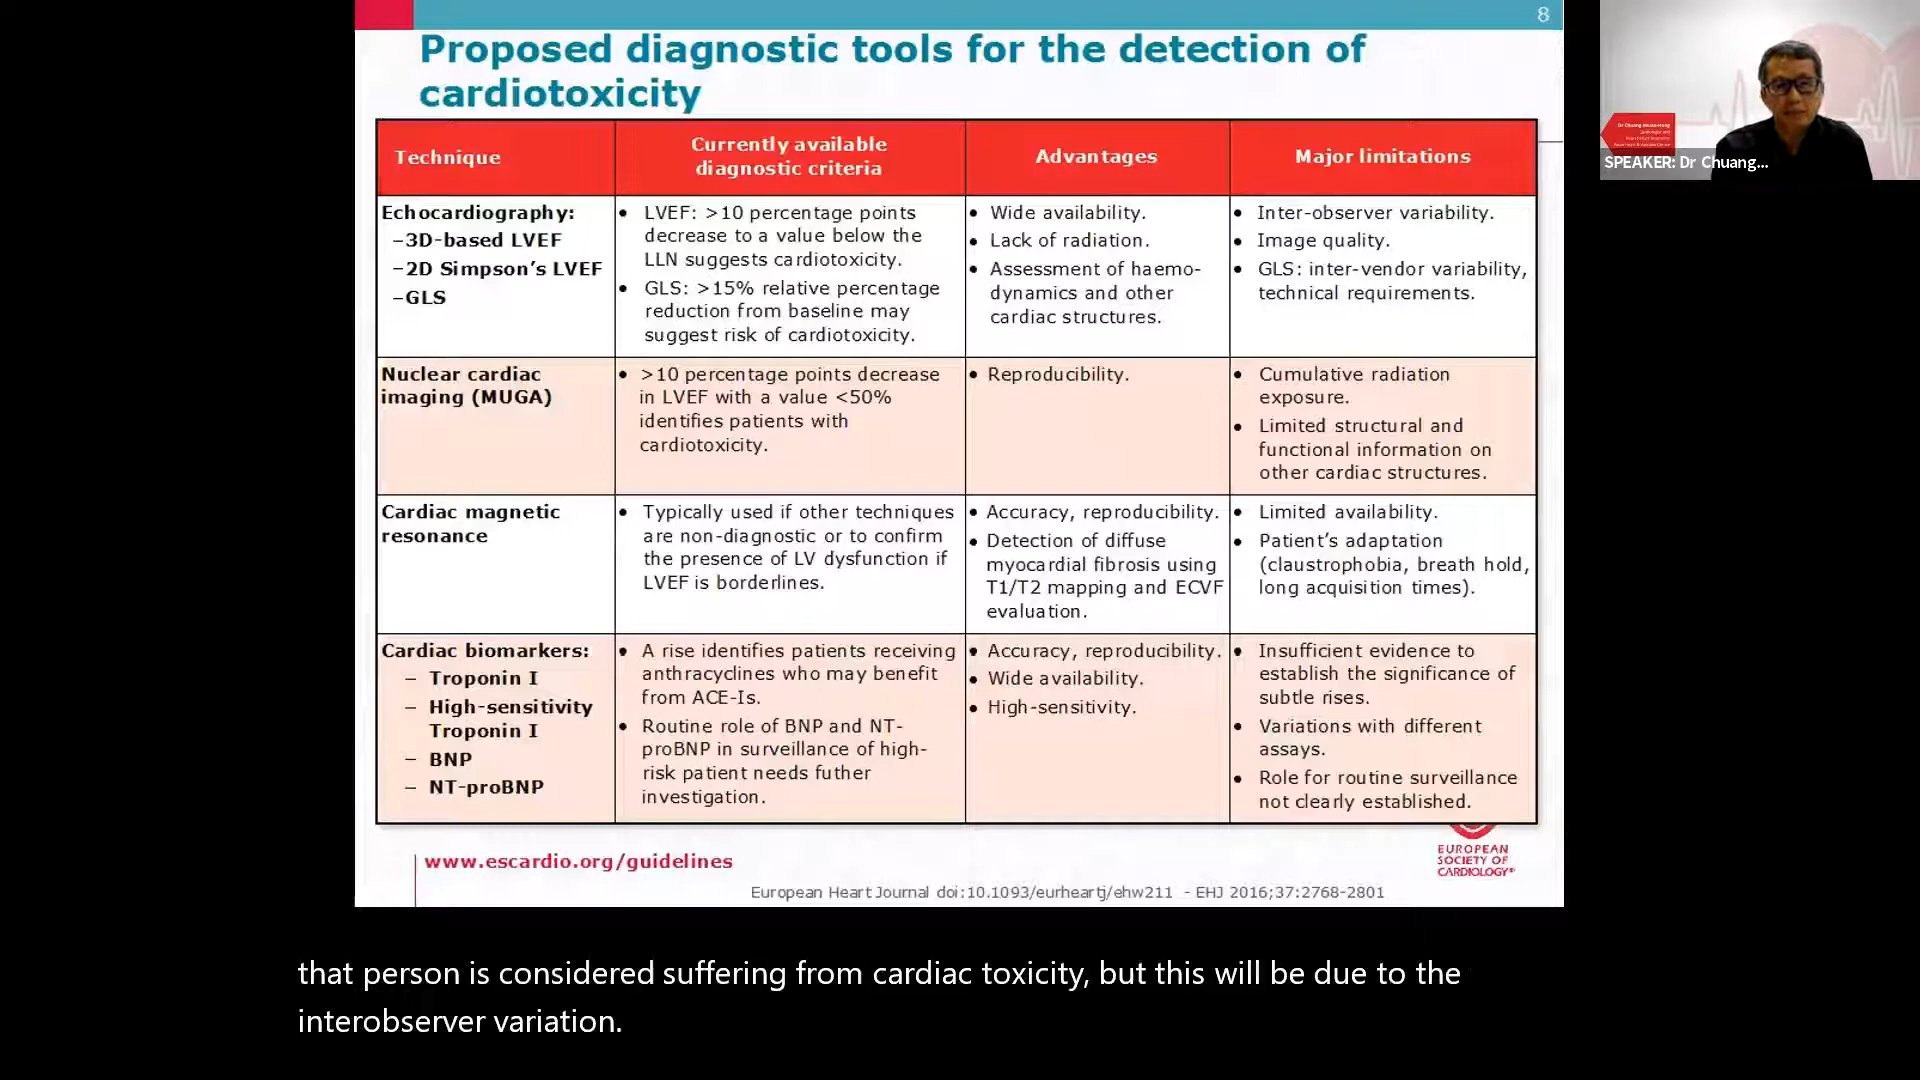 8
Proposed diagnostic tools for the detection of
cardiotoxicity
Technique
Currently available
diagnostic criteria
Advantages
Major limitations
Echocardiography:
–3D-based LVEF
–2D Simpson's LVEF
–GLS
• LVEF: >10 percentage points
decrease to a value below the
LLN suggests cardiotoxicity.
• GLS: >15% relative percentage
reduction from baseline may
suggest risk of cardiotoxicity.
• Wide availability.
• Lack of radiation.
• Assessment of haemo-
dynamics and other
cardiac structures.
• Inter-observer variability.
• Image quality.
• GLS: inter-vendor variability,
technical requirements.
Nuclear cardiac
imaging (MUGA)
• >10 percentage points decrease
in LVEF with a value <50%
identifies patients with
cardiotoxicity.
• Reproducibility.
• Cumulative radiation
exposure.
• Limited structural and
functional information on
other cardiac structures.
Cardiac magnetic
resonance
• Typically used if other techniques
are non-diagnostic or to confirm
the presence of LV dysfunction if
LVEF is borderlines.
• Accuracy, reproducibility.
• Detection of diffuse
myocardial fibrosis using
T1/T2 mapping and ECVF
evaluation.
• Limited availability.
• Patient's adaptation
(claustrophobia, breath hold,
long acquisition times).
Cardiac biomarkers:
– Troponin I
– High-sensitivity
Troponin I
– BNP
– NT-proBNP
• A rise identifies patients receiving
anthracyclines who may benefit
from ACE-Is.
• Routine role of BNP and NT-
proBNP in surveillance of high-
risk patient needs futher
investigation.
• Accuracy, reproducibility.
• Wide availability.
• High-sensitivity.
• Insufficient evidence to
establish the significance of
subtle rises.
• Variations with different
assays.
• Role for routine surveillance
not clearly established.
www.escardio.org/guidelines
EUROPEAN
SOCIETY OF
CARDIOLOGY®
European Heart Journal doi:10.1093/eurheartj/ehw211 - EHJ 2016;37:2768-2801
SPEAKER: Dr Chuang...
that person is considered suffering from cardiac toxicity, but this will be due to the
interobserver variation.